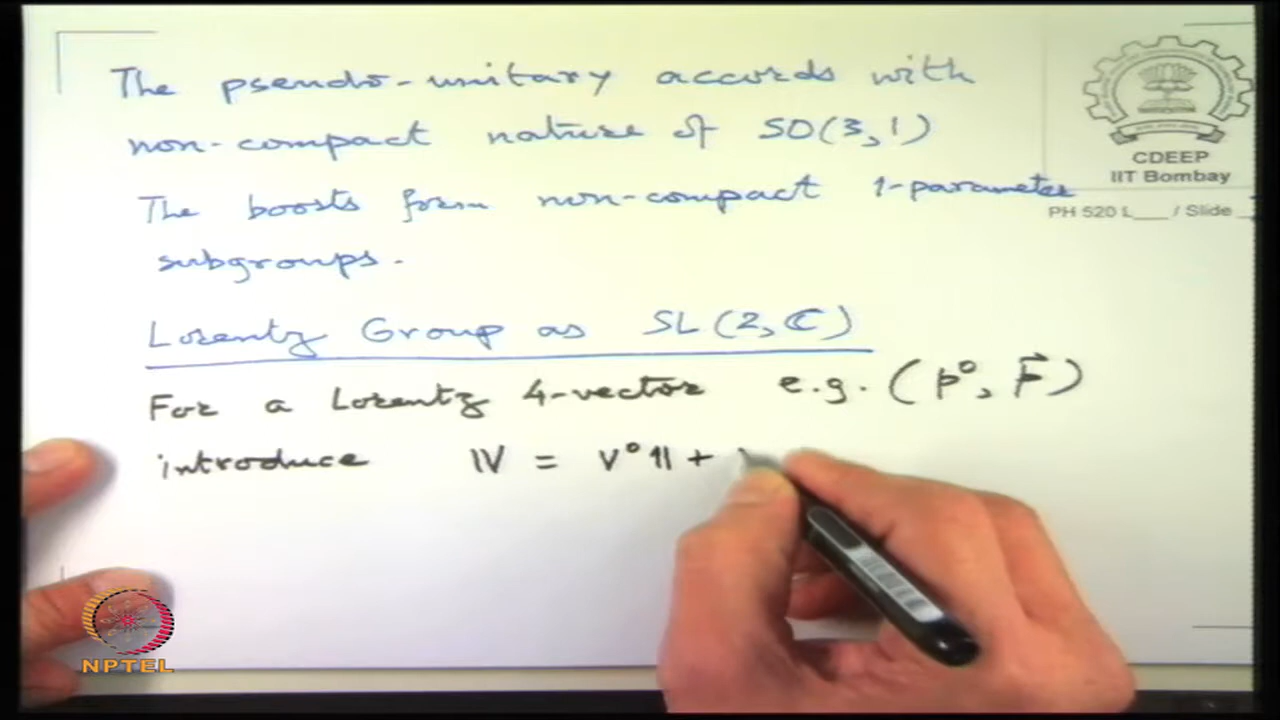 The pseudo-unitary accords with
non-compact nature of SO(3,1)
The boosts form non-compact 1-parameter
subgroups.
Lorentz Group as SL(2,ℂ)
For a Lorentz 4-vector e.g. (p⁰, p⃗)
introduce 𝕍 = V⁰𝟙 +
CDEEP
IIT Bombay
PH 520 L___ / Slide _
NPTEL